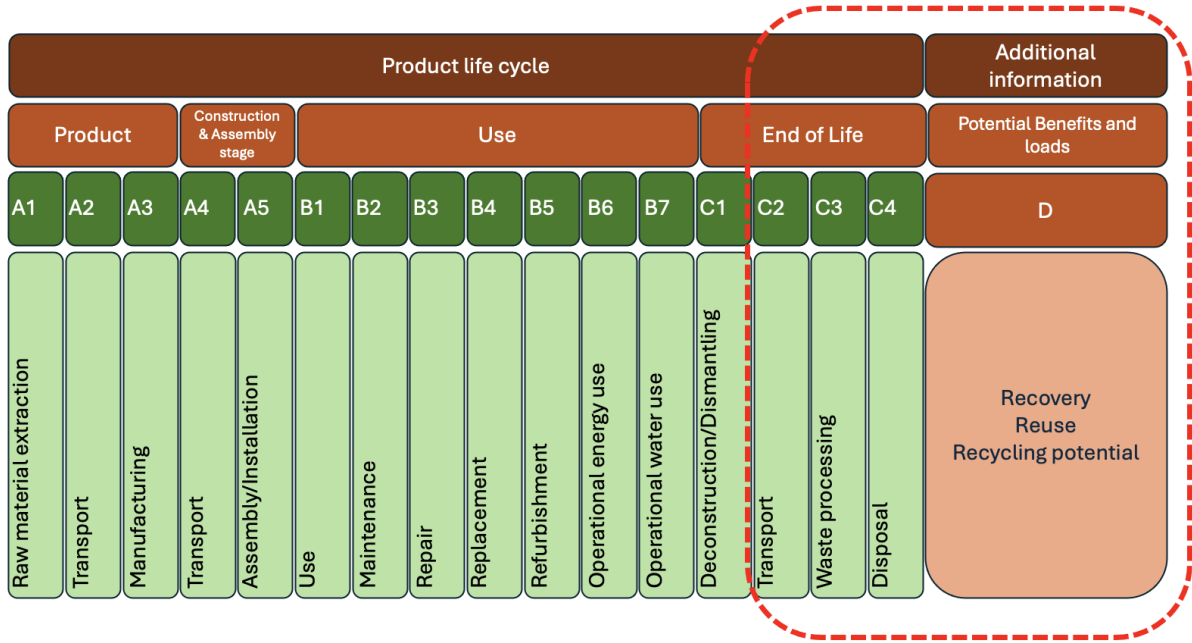 Product life cycle
Additional
information
Product
Construction
& Assembly
stage
Use
End of Life
Potential Benefits and
loads
A1
A2
A3
A4
A5
B1
B2
B3
B4
B5
B6
B7
C1
C2
C3
C4
D
Raw material extraction
Transport
Manufacturing
Transport
Assembly/Installation
Use
Maintenance
Repair
Replacement
Refurbishment
Operational energy use
Operational water use
Deconstruction/Dismantling
Transport
Waste processing
Disposal
Recovery
Reuse
Recycling potential